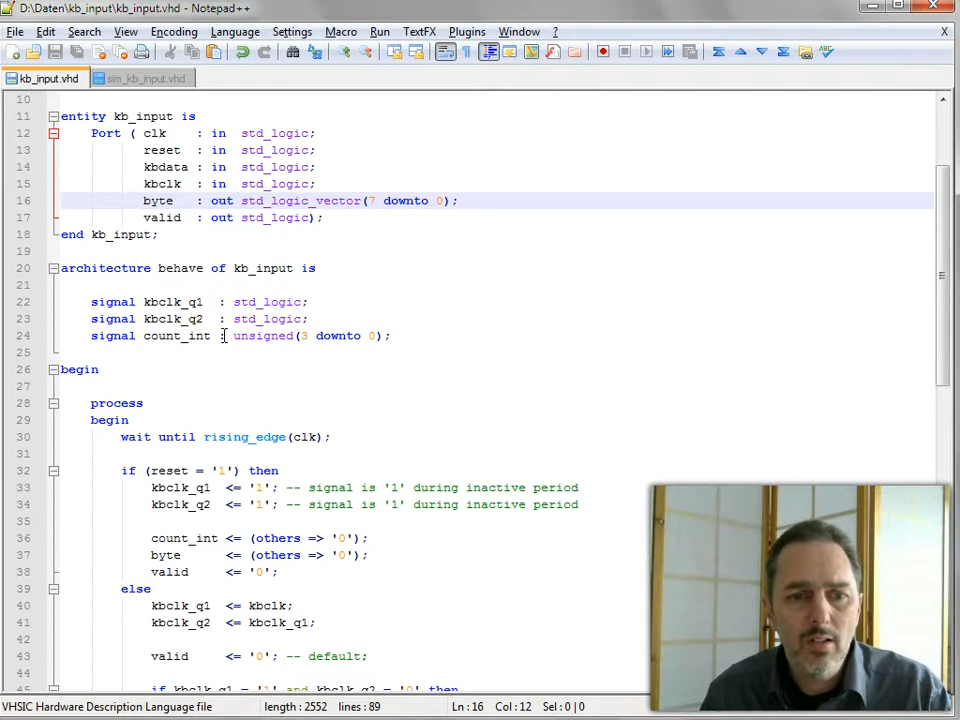 D:\Daten\kb_input\kb_input.vhd - Notepad++
File Edit Search View Encoding Language Settings Macro Run TextFX Plugins Window ? X
kb_input.vhd sim_kb_input.vhd
10
11 entity kb_input is
12 Port ( clk : in std_logic;
13 reset : in std_logic;
14 kbdata : in std_logic;
15 kbclk : in std_logic;
16 byte : out std_logic_vector(7 downto 0);
17 valid : out std_logic);
18 end kb_input;
19
20 architecture behave of kb_input is
21
22 signal kbclk_q1 : std_logic;
23 signal kbclk_q2 : std_logic;
24 signal count_int : unsigned(3 downto 0);
25
26 begin
27
28 process
29 begin
30 wait until rising_edge(clk);
31
32 if (reset = '1') then
33 kbclk_q1 <= '1'; -- signal is '1' during inactive period
34 kbclk_q2 <= '1'; -- signal is '1' during inactive period
35
36 count_int <= (others => '0');
37 byte <= (others => '0');
38 valid <= '0';
39 else
40 kbclk_q1 <= kbclk;
41 kbclk_q2 <= kbclk_q1;
42
43 valid <= '0'; -- default;
44
45 if kbclk_q1 = '1' and kbclk_q2 = '0' then
VHSIC Hardware Description Language file length : 2552 lines : 89 Ln : 16 Col : 12 Sel : 0 | 0